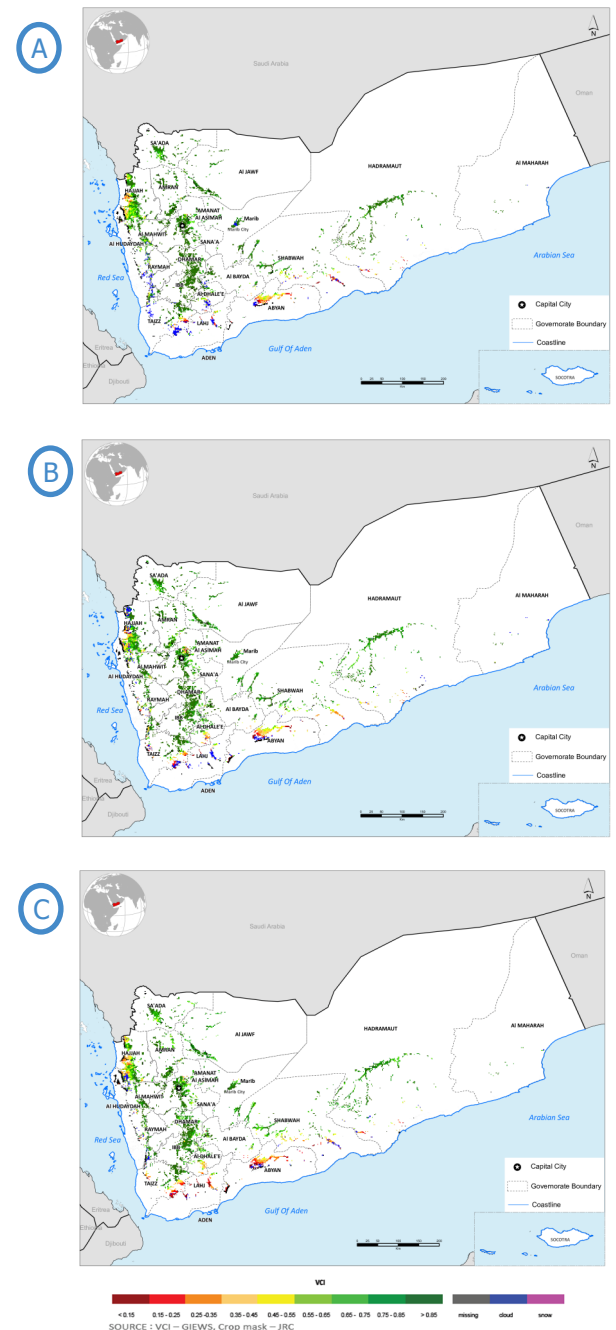 A
N
Saudi Arabia
Oman
SA'ADA
Al JAWF
HADRAMAUT
Al MAHARAH
HAJJAH
AMRAN
AMANAT
Al ASIMAH
Marib
Marib City
Al MAHWIT
SANA'A
Al HUDAYDAH
Arabian Sea
Red Sea
RAYMAH
DHAMAR
Al BAYDA
SHABWAH
IBB
Al DHALE'E
ABYAN
TAIZZ
LAHJ
Gulf Of Aden
ADEN
Eritrea
Ethiopia
Djibouti
Capital City
Governorate Boundary
Coastline
SOCOTRA
B
N
Saudi Arabia
Oman
SA'ADA
Al JAWF
HADRAMAUT
Al MAHARAH
HAJJAH
AMRAN
AMANAT
Al ASIMAH
Marib
Marib City
Al MAHWIT
SANA'A
Al HUDAYDAH
Arabian Sea
Red Sea
RAYMAH
DHAMAR
Al BAYDA
SHABWAH
IBB
Al DHALE'E
ABYAN
TAIZZ
LAHJ
Gulf Of Aden
ADEN
Eritrea
Djibouti
Capital City
Governorate Boundary
Coastline
SOCOTRA
C
N
Saudi Arabia
Oman
SA'ADA
Al JAWF
HADRAMAUT
Al MAHARAH
HAJJAH
AMRAN
AMANAT
Al ASIMAH
Marib
Marib City
ALMAHWIT
SANA'A
Al HUDAYDAH
Arabian Sea
Red Sea
RAYMAH
DHAMAR
Al BAYDA
SHABWAH
IBB
Al DHALE'E
ABYAN
TAIZZ
LAHJ
Gulf Of Aden
ADEN
Eritrea
Djibouti
Capital City
Governorate Boundary
Coastline
SOCOTRA
VCI
< 0.15 0.15 - 0.25 0.25-0.35 0.35 - 0.45 0.45 - 0.55 0.55 - 0.65 0.65 - 0.75 0.75 - 0.85 > 0.85 missing cloud snow
SOURCE : VCI – GIEWS, Crop mask – JRC